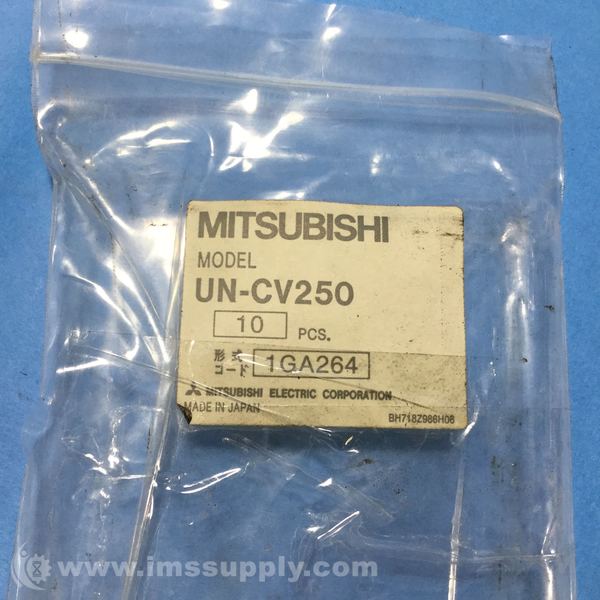 MITSUBISHI
MODEL
UN-CV250
10 PCS.
形式
コード 1GA264
MITSUBISHI ELECTRIC CORPORATION
MADE IN JAPAN BH718Z986H06
www.imssupply.com